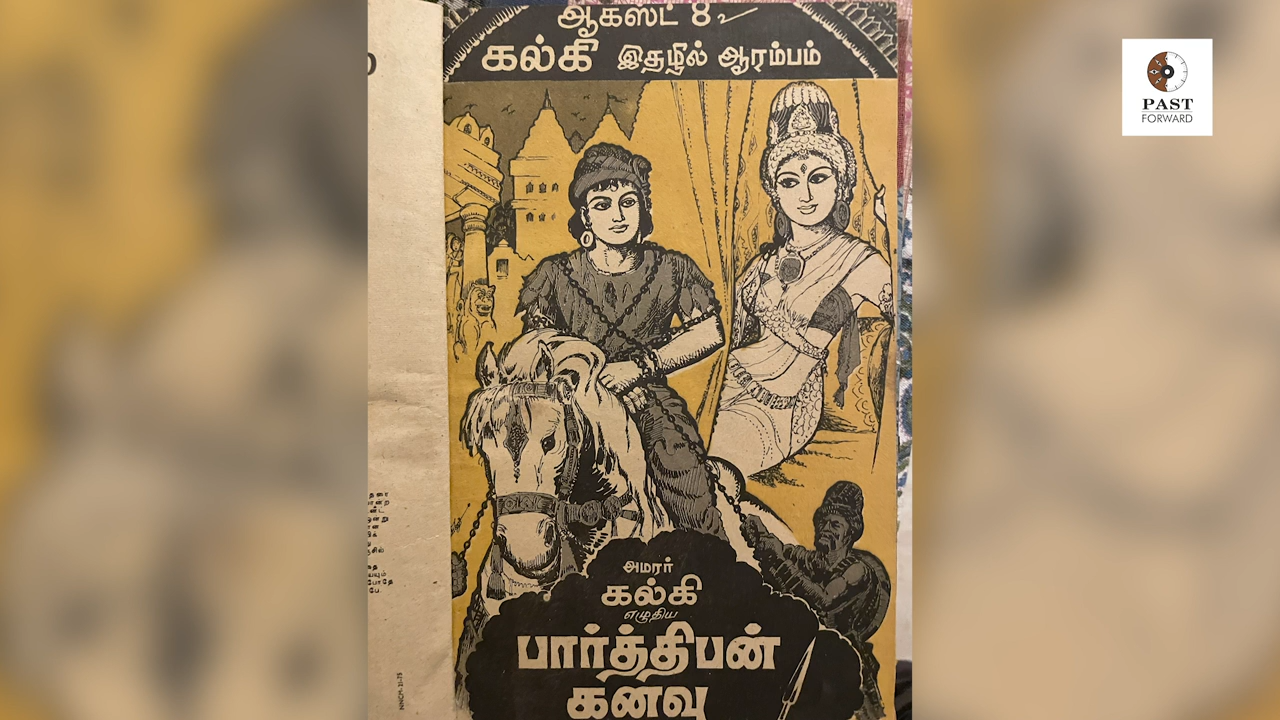 ஆகஸ்ட் 8௳
கல்கி இதழில் ஆரம்பம்
PAST
FORWARD
அமரர்
கல்கி
எழுதிய
பார்த்திபன்
கனவு